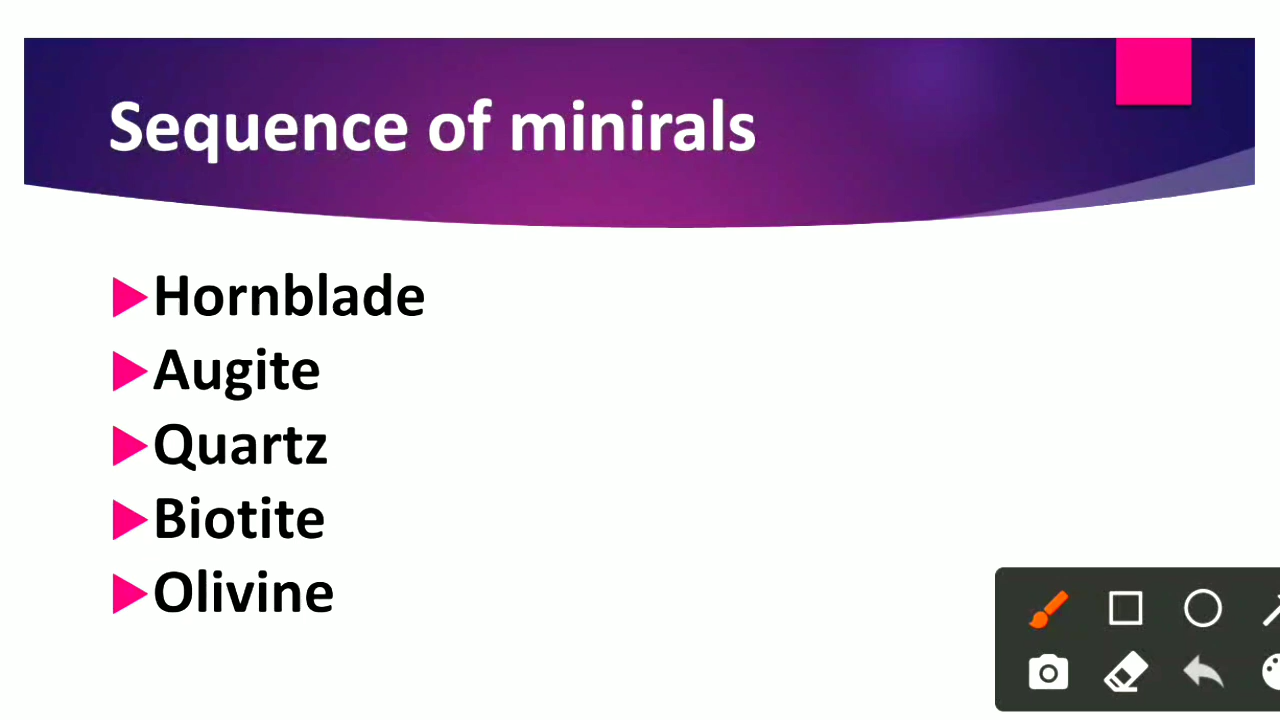 Sequence of minirals
Hornblade
Augite
Quartz
Biotite
Olivine